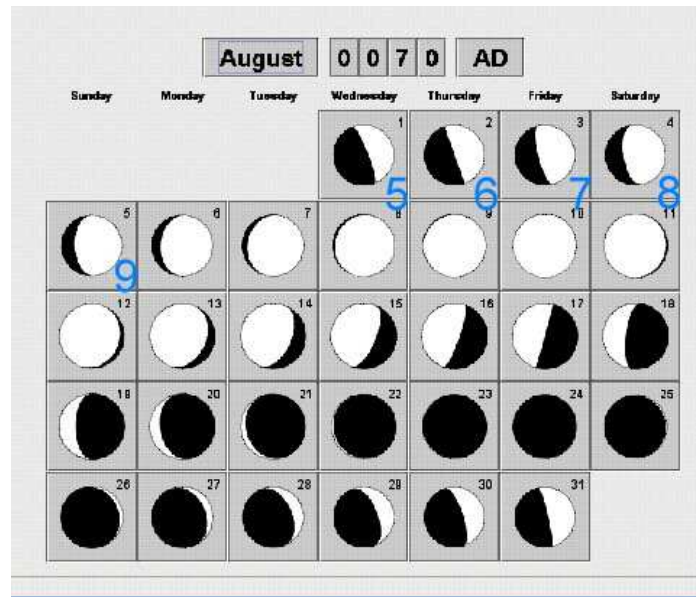 August 0 0 7 0 AD
Sunday Monday Tuesday Wednesday Thursday Friday Saturday
1 2 3 4
5 6 7 8
5 6 7 8 9 10 11
9
12 13 14 15 16 17 18
19 20 21 22 23 24 25
26 27 28 29 30 31